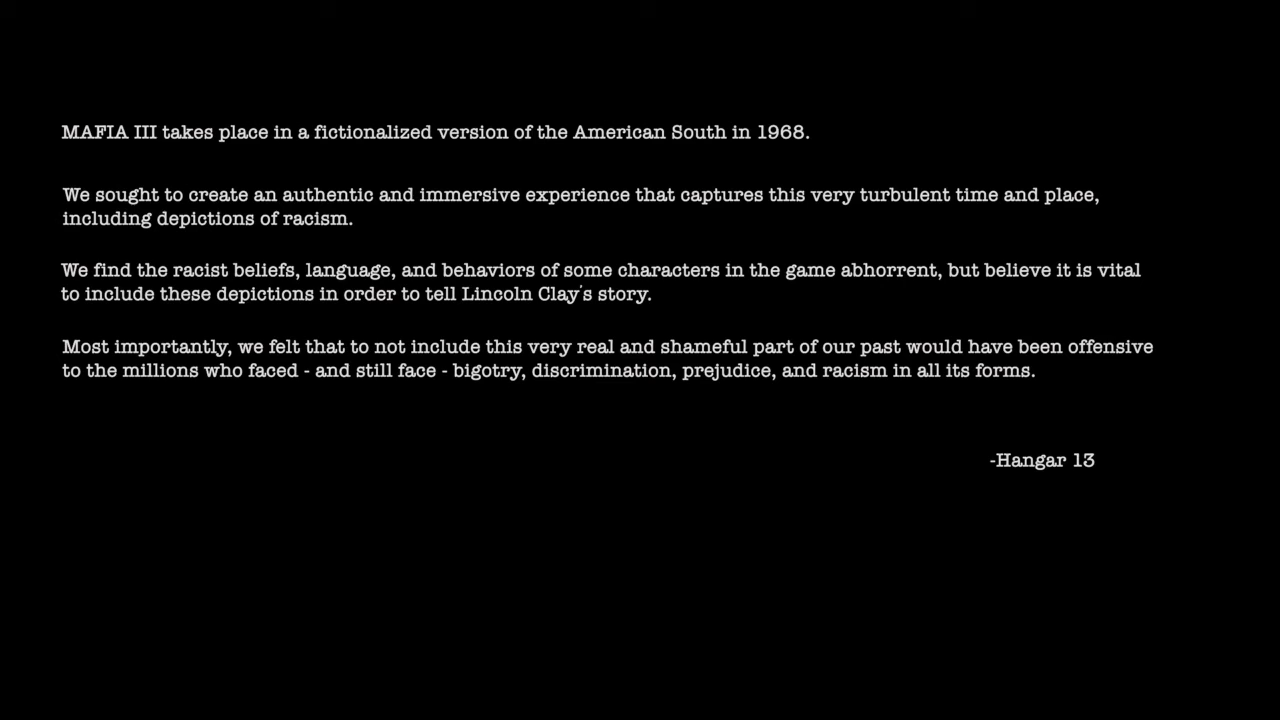 MAFIA III takes place in a fictionalized version of the American South in 1968.
We sought to create an authentic and immersive experience that captures this very turbulent time and place,
including depictions of racism.
We find the racist beliefs, language, and behaviors of some characters in the game abhorrent, but believe it is vital
to include these depictions in order to tell Lincoln Clay's story.
Most importantly, we felt that to not include this very real and shameful part of our past would have been offensive
to the millions who faced - and still face - bigotry, discrimination, prejudice, and racism in all its forms.
-Hangar 13